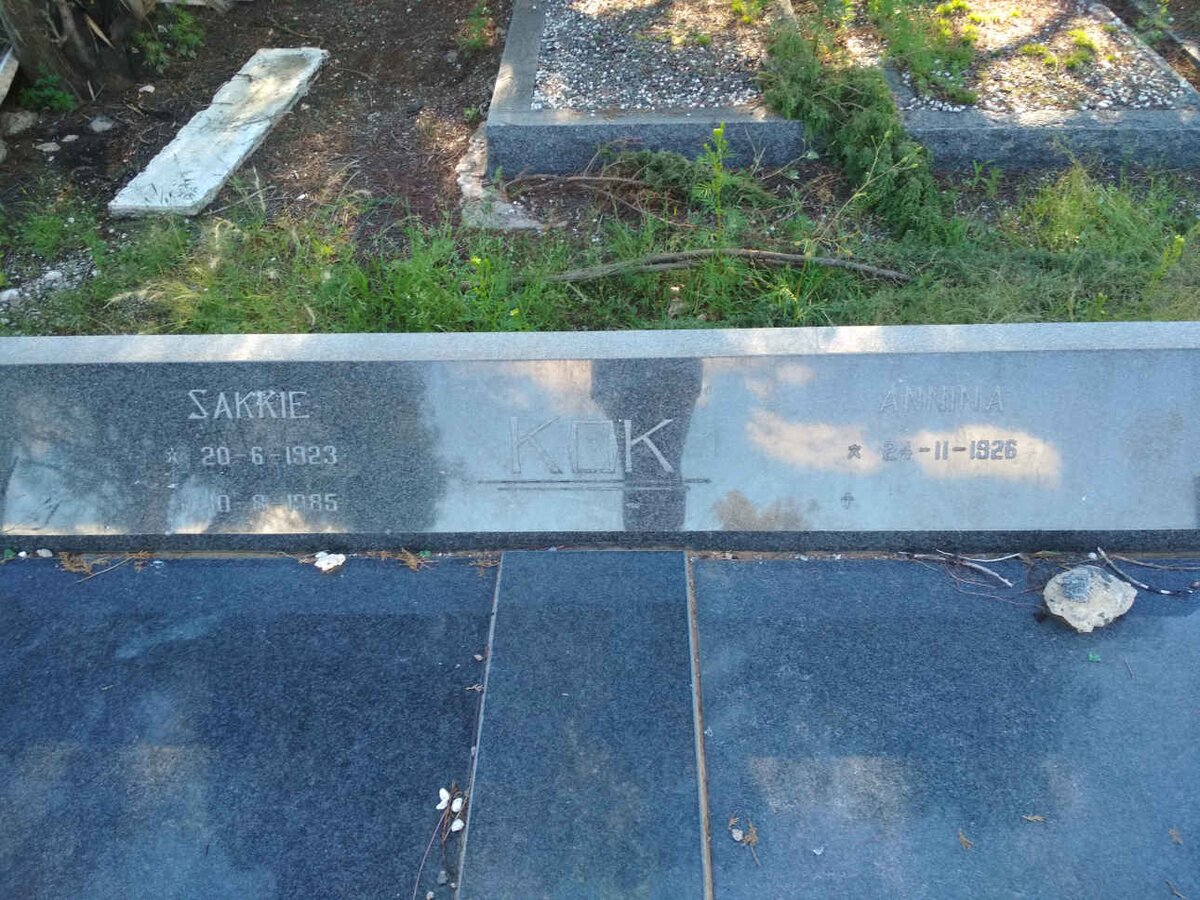 SAKKIE
* 20-6-1923
10-8-1985
KOK
ANNINA
* 24-11-1926
✝